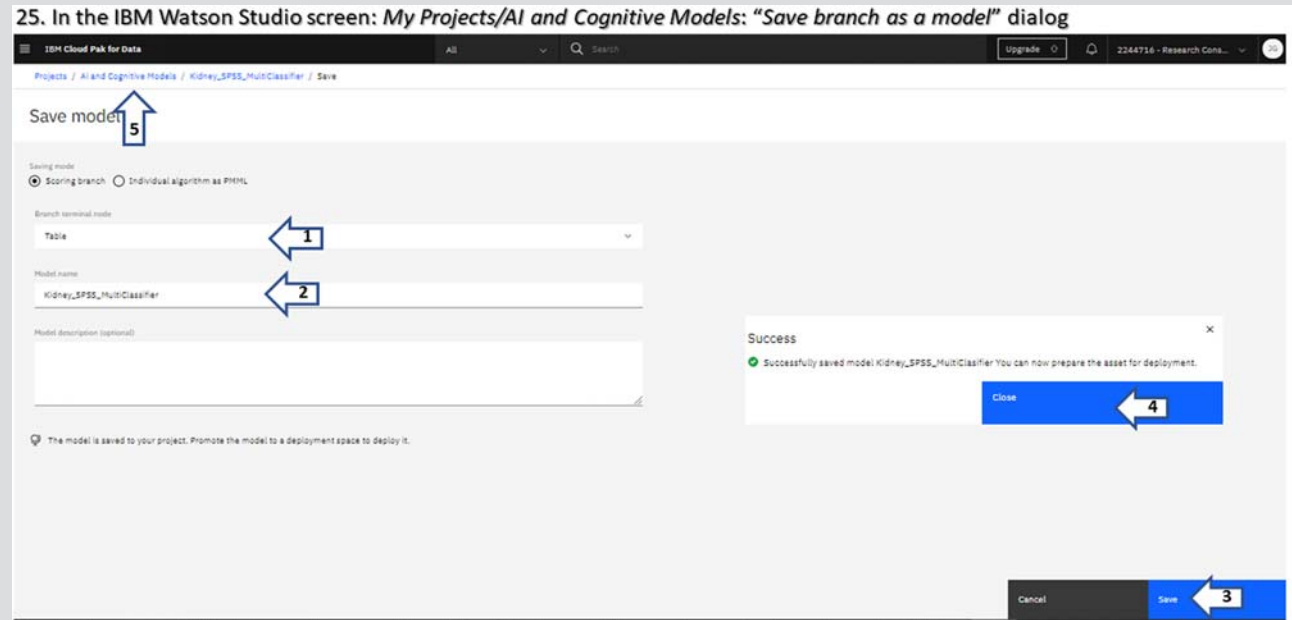 25. In the IBM Watson Studio screen: My Projects/AI and Cognitive Models: “Save branch as a model” dialog
IBM Cloud Pak for Data All Search Upgrade 2244716 - Research Cons... JG
Projects / AI and Cognitive Models / Kidney_SPSS_MultiClassifier / Save
Save model
5
Saving mode
Scoring branch Individual algorithm as PMML
Branch terminal node
Table
1
Model name
Kidney_SPSS_MultiClassifier
2
Model description (optional)
The model is saved to your project. Promote the model to a deployment space to deploy it.
Success ×
Successfully saved model Kidney_SPSS_MultiClasifier You can now prepare the asset for deployment.
Close
4
Cancel Save
3